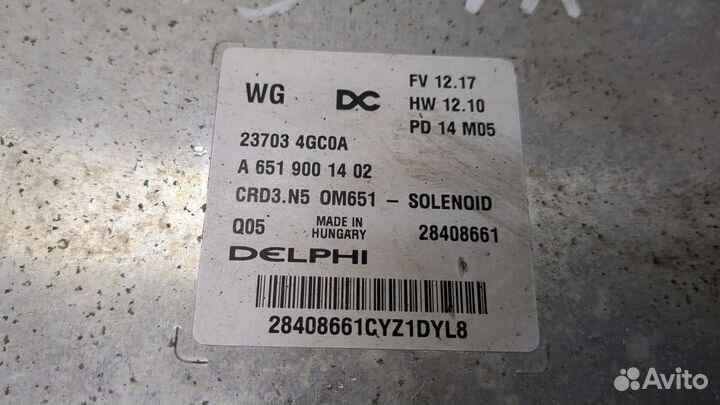 WG DC FV 12.17
HW 12.10
PD 14 M05
23703 4GC0A
A 651 900 14 02
CRD3.N5 OM651 – SOLENOID
Q05 MADE IN HUNGARY 28408661
DELPHI
28408661CYZ1DYL8
Avito